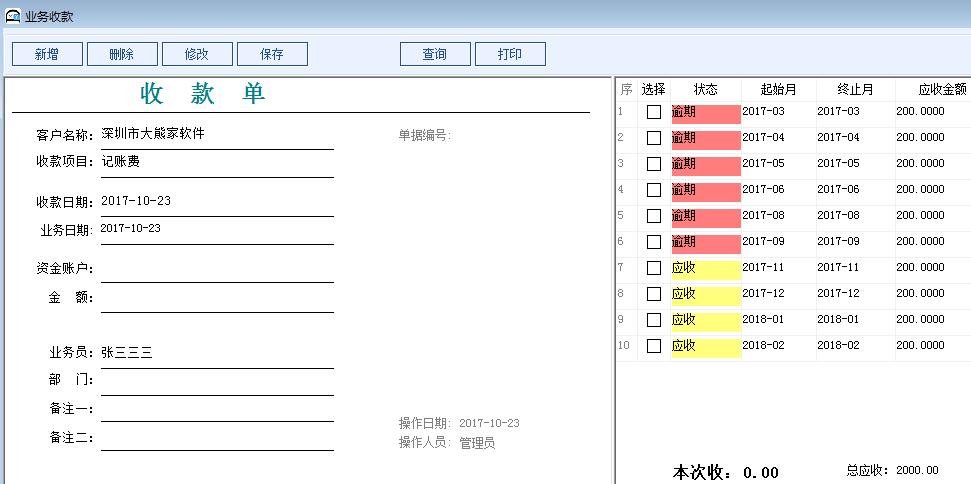 业务收款
新增 删除 修改 保存 查询 打印
收 款 单
客户名称: 深圳市大熊家软件 单据编号:
收款项目: 记账费
收款日期: 2017-10-23
业务日期: 2017-10-23
资金账户:
金 额:
业务员: 张三三三
部 门:
备注一:
备注二:
操作日期: 2017-10-23
操作人员: 管理员
序 选择 状态 起始月 终止月 应收金额
1 逾期 2017-03 2017-03 200.0000
2 逾期 2017-04 2017-04 200.0000
3 逾期 2017-05 2017-05 200.0000
4 逾期 2017-06 2017-06 200.0000
5 逾期 2017-08 2017-08 200.0000
6 逾期 2017-09 2017-09 200.0000
7 应收 2017-11 2017-11 200.0000
8 应收 2017-12 2017-12 200.0000
9 应收 2018-01 2018-01 200.0000
10 应收 2018-02 2018-02 200.0000
本次收: 0.00 总应收: 2000.00